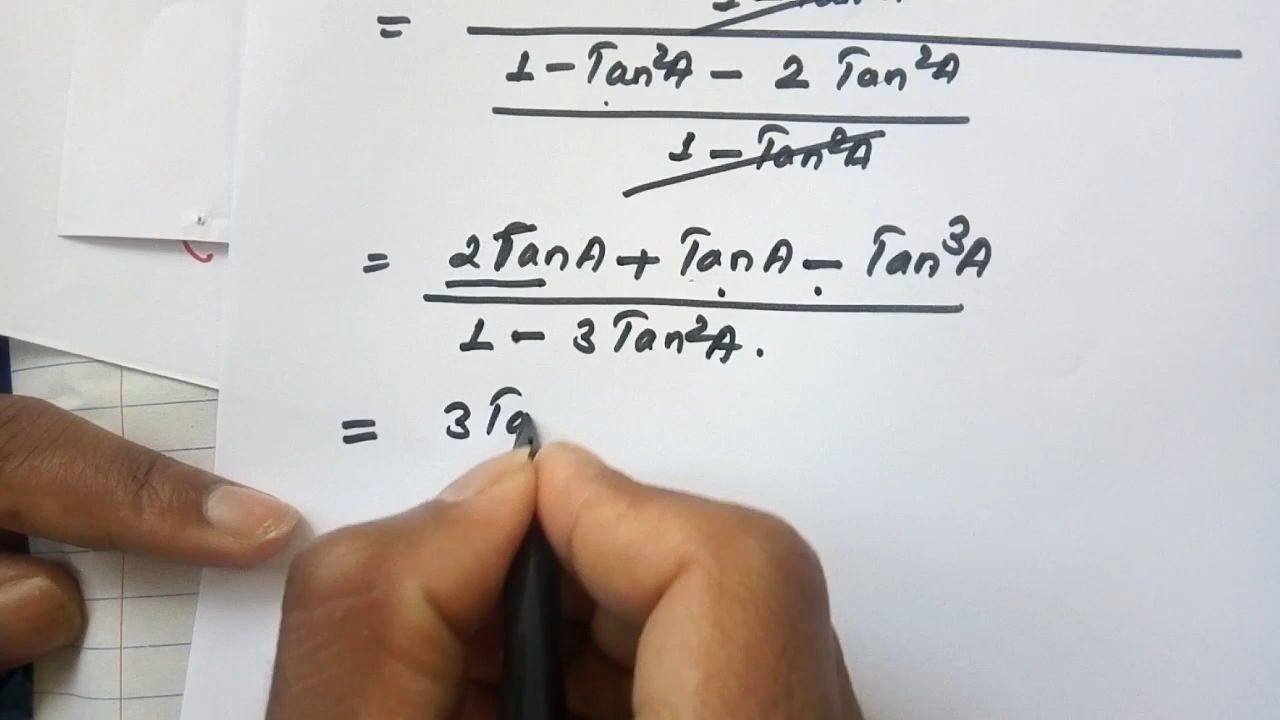 =
1 - Tan²A - 2 Tan²A
1 - Tan²A
= 2TanA + TanA - Tan³A
1 - 3Tan²A.
= 3Ta